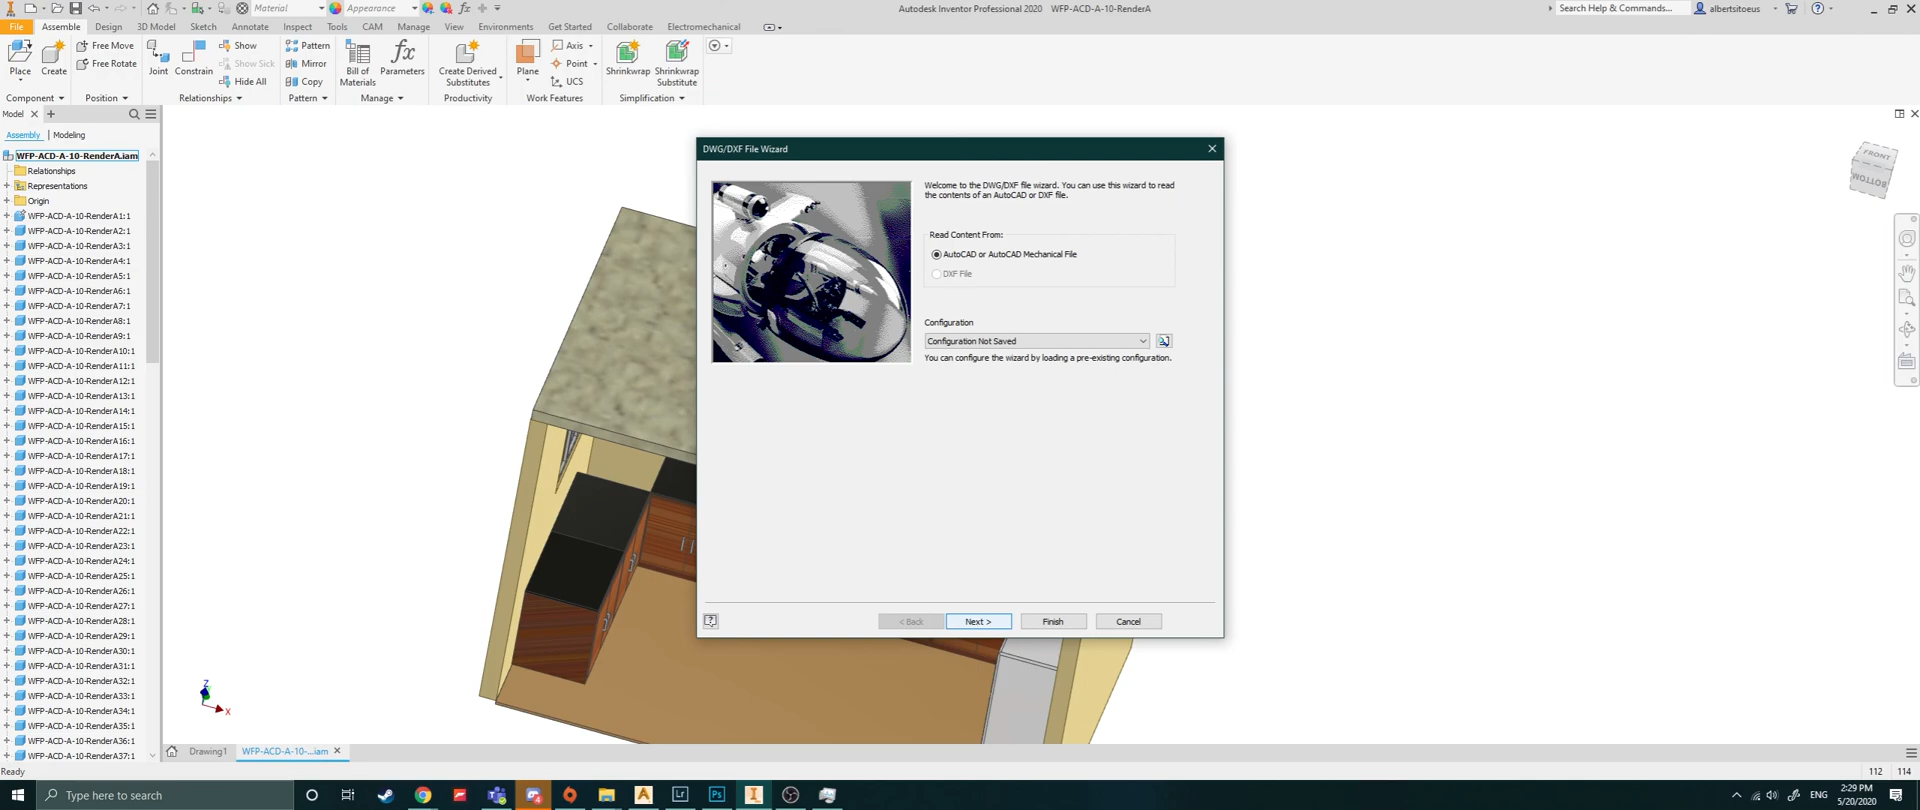 Material
Appearance
Autodesk Inventor Professional 2020 WFP-ACD-A-10-RenderA
Search Help & Commands...
albertsitoeus
File Assemble Design 3D Model Sketch Annotate Inspect Tools CAM Manage View Environments Get Started Collaborate Electromechanical
Place
Create
Free Move
Free Rotate
Component
Position
Joint
Constrain
Show
Show Sick
Hide All
Relationships
Pattern
Mirror
Copy
Pattern
Bill of
Materials
fx
Parameters
Manage
Create Derived
Substitutes
Productivity
Plane
Axis
Point
UCS
Work Features
Shrinkwrap
Shrinkwrap
Substitute
Simplification
Model
Assembly | Modeling
WFP-ACD-A-10-RenderA.iam
Relationships
Representations
Origin
WFP-ACD-A-10-RenderA1:1
WFP-ACD-A-10-RenderA2:1
WFP-ACD-A-10-RenderA3:1
WFP-ACD-A-10-RenderA4:1
WFP-ACD-A-10-RenderA5:1
WFP-ACD-A-10-RenderA6:1
WFP-ACD-A-10-RenderA7:1
WFP-ACD-A-10-RenderA8:1
WFP-ACD-A-10-RenderA9:1
WFP-ACD-A-10-RenderA10:1
WFP-ACD-A-10-RenderA11:1
WFP-ACD-A-10-RenderA12:1
WFP-ACD-A-10-RenderA13:1
WFP-ACD-A-10-RenderA14:1
WFP-ACD-A-10-RenderA15:1
WFP-ACD-A-10-RenderA16:1
WFP-ACD-A-10-RenderA17:1
WFP-ACD-A-10-RenderA18:1
WFP-ACD-A-10-RenderA19:1
WFP-ACD-A-10-RenderA20:1
WFP-ACD-A-10-RenderA21:1
WFP-ACD-A-10-RenderA22:1
WFP-ACD-A-10-RenderA23:1
WFP-ACD-A-10-RenderA24:1
WFP-ACD-A-10-RenderA25:1
WFP-ACD-A-10-RenderA26:1
WFP-ACD-A-10-RenderA27:1
WFP-ACD-A-10-RenderA28:1
WFP-ACD-A-10-RenderA29:1
WFP-ACD-A-10-RenderA30:1
WFP-ACD-A-10-RenderA31:1
WFP-ACD-A-10-RenderA32:1
WFP-ACD-A-10-RenderA33:1
WFP-ACD-A-10-RenderA34:1
WFP-ACD-A-10-RenderA35:1
WFP-ACD-A-10-RenderA36:1
WFP-ACD-A-10-RenderA37:1
DWG/DXF File Wizard
Welcome to the DWG/DXF file wizard. You can use this wizard to read
the contents of an AutoCAD or DXF file.
Read Content From:
AutoCAD or AutoCAD Mechanical File
DXF File
Configuration
Configuration Not Saved
You can configure the wizard by loading a pre-existing configuration.
< Back
Next >
Finish
Cancel
FRONT
BOTTOM
Z
X
Drawing1
WFP-ACD-A-10-...iam
Ready
112 114
Type here to search
Lr
Ps
ENG
2:29 PM
5/20/2020